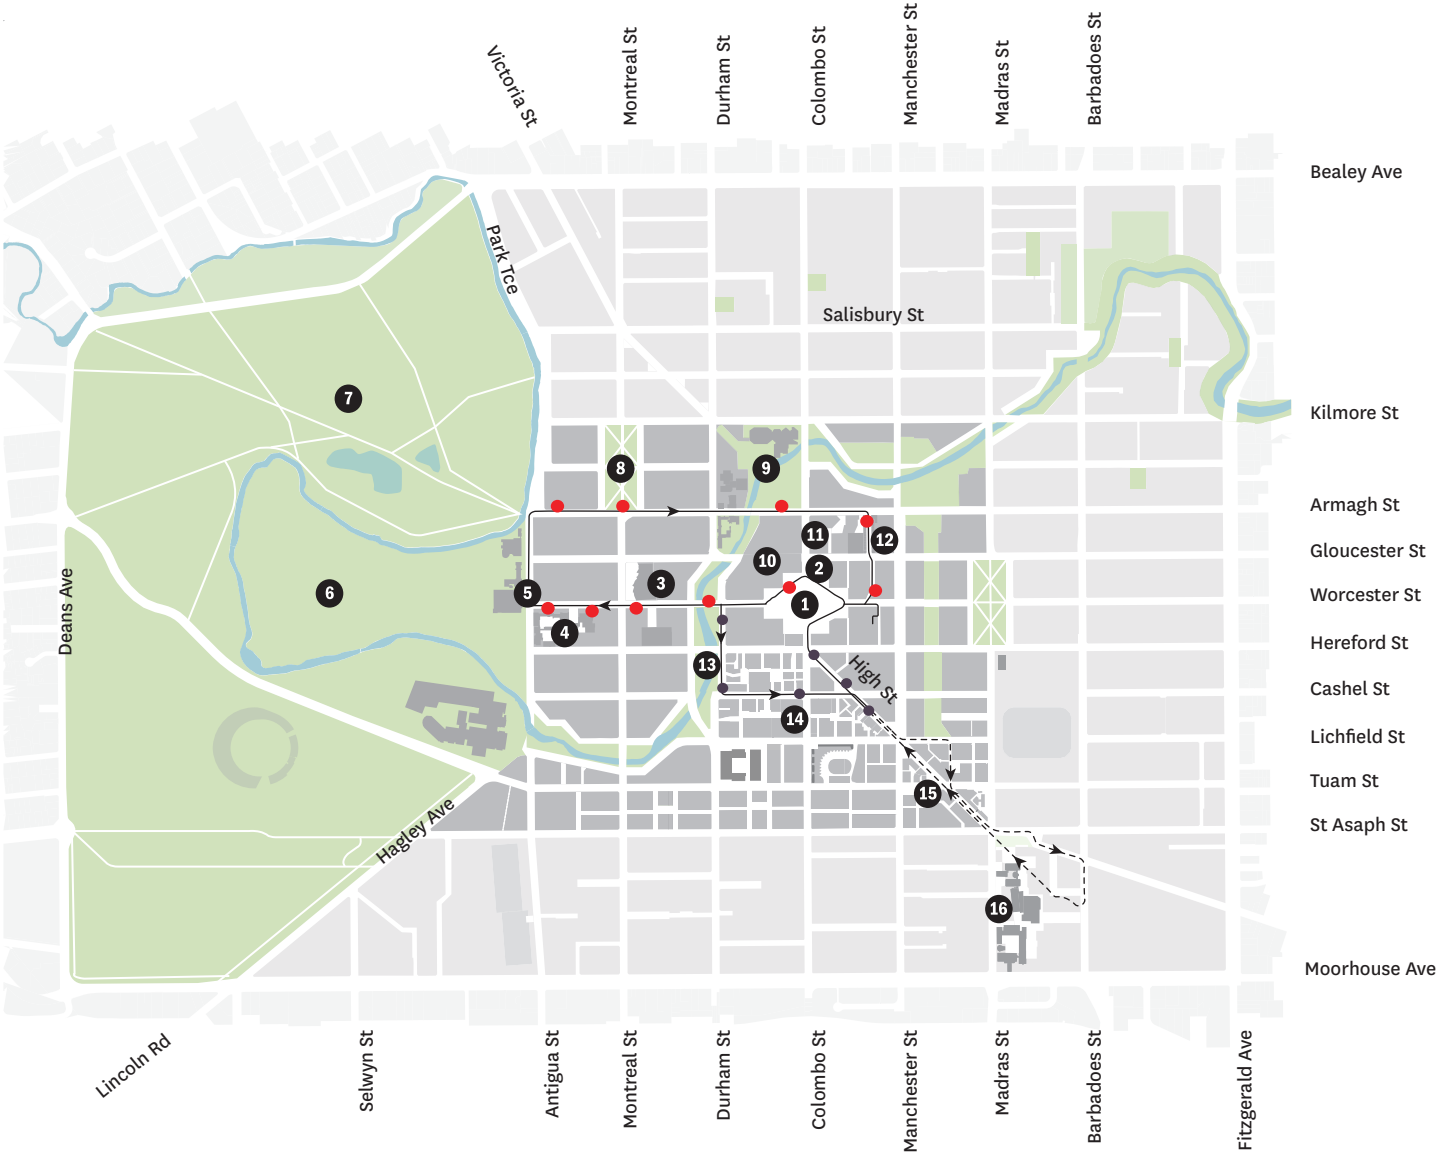 Victoria St
Montreal St
Durham St
Colombo St
Manchester St
Madras St
Barbadoes St
Bealey Ave
Park Tce
Salisbury St
7
Kilmore St
8
9
Armagh St
11
12
Gloucester St
10
2
3
6
5
1
Worcester St
Deans Ave
4
Hereford St
13
High St
Cashel St
14
Lichfield St
Tuam St
15
Hagley Ave
St Asaph St
16
Moorhouse Ave
Lincoln Rd
Selwyn St
Antigua St
Montreal St
Durham St
Colombo St
Manchester St
Madras St
Barbadoes St
Fitzgerald Ave